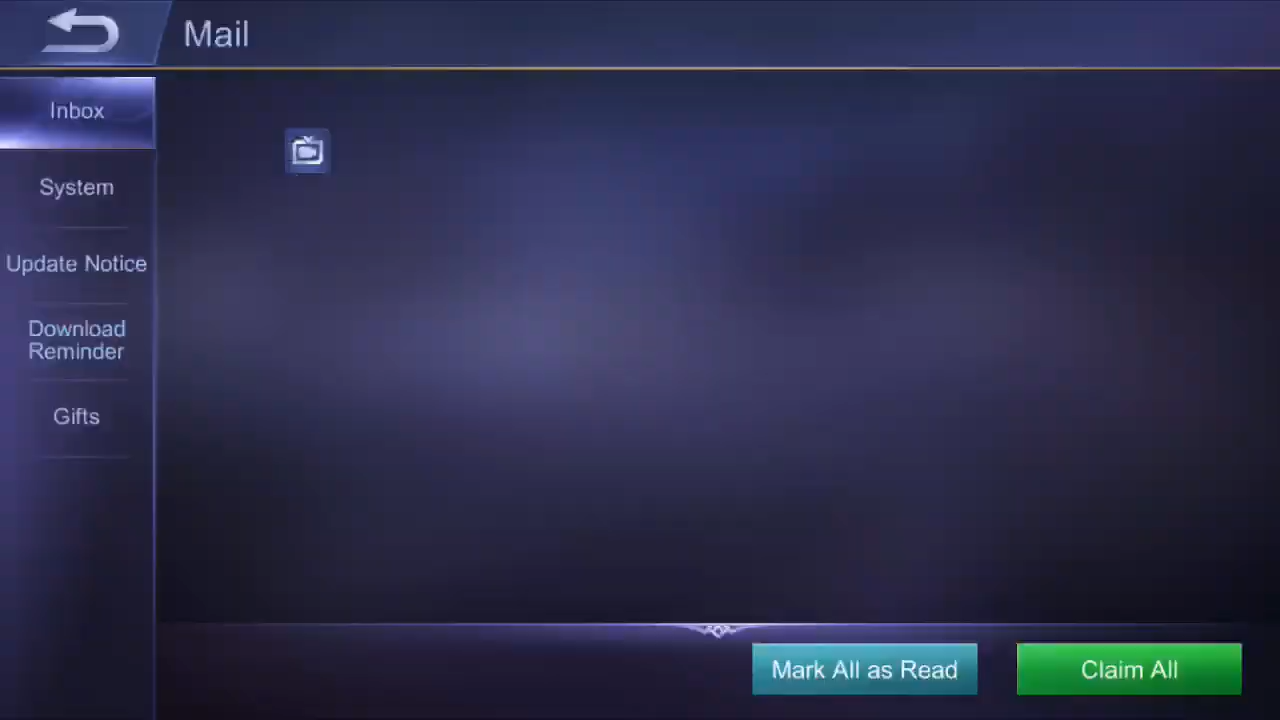 Mail
Inbox
System
Update Notice
Download
Reminder
Gifts
Mark All as Read
Claim All